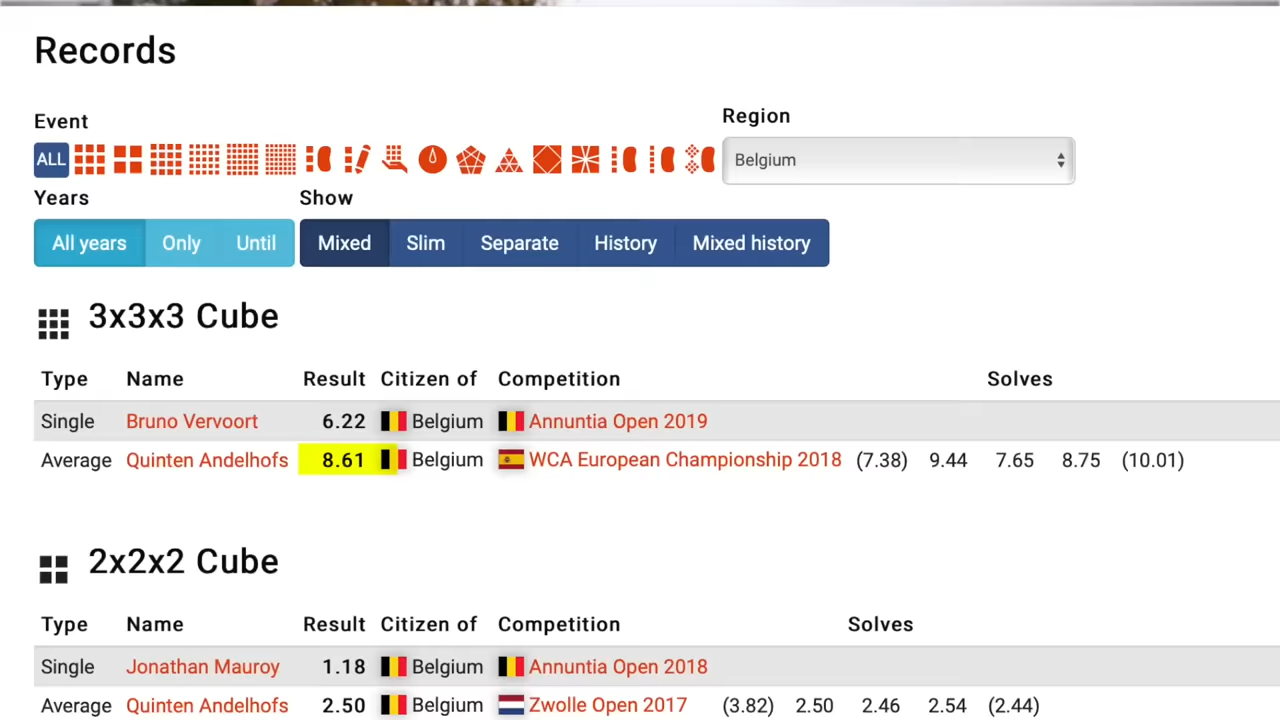 Records
Event
Region
ALL
Belgium
Years
Show
All years Only Until Mixed Slim Separate History Mixed history
3x3x3 Cube
Type Name Result Citizen of Competition Solves
Single Bruno Vervoort 6.22 Belgium Annuntia Open 2019
Average Quinten Andelhofs 8.61 Belgium WCA European Championship 2018 (7.38) 9.44 7.65 8.75 (10.01)
2x2x2 Cube
Type Name Result Citizen of Competition Solves
Single Jonathan Mauroy 1.18 Belgium Annuntia Open 2018
Average Quinten Andelhofs 2.50 Belgium Zwolle Open 2017 (3.82) 2.50 2.46 2.54 (2.44)